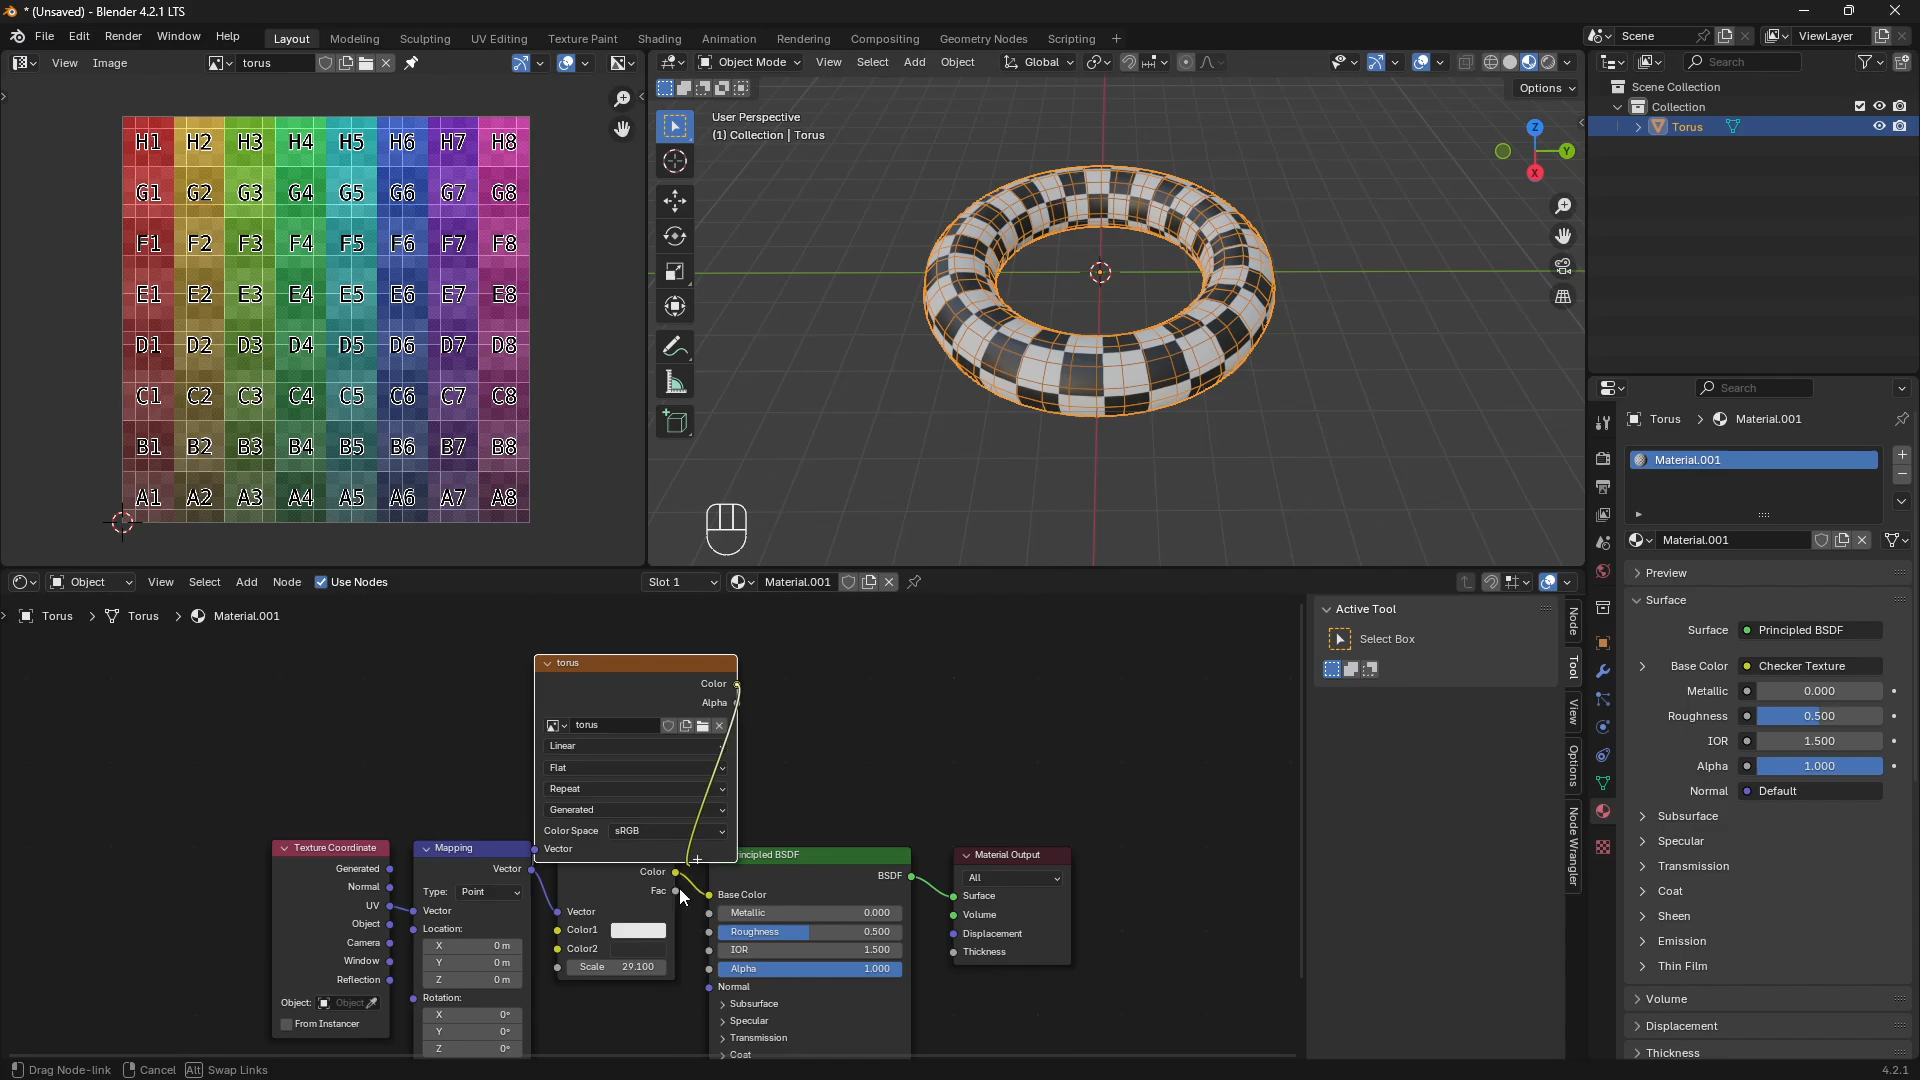 * (Unsaved) - Blender 4.2.1 LTS
File Edit Render Window Help Layout Modeling Sculpting UV Editing Texture Paint Shading Animation Rendering Compositing Geometry Nodes Scripting + Scene ViewLayer
View Image torus
Object Mode View Select Add Object Global
Options
Search
Scene Collection
Collection
Torus
User Perspective
(1) Collection | Torus
Z
Y
X
H1 H2 H3 H4 H5 H6 H7 H8
G1 G2 G3 G4 G5 G6 G7 G8
F1 F2 F3 F4 F5 F6 F7 F8
E1 E2 E3 E4 E5 E6 E7 E8
D1 D2 D3 D4 D5 D6 D7 D8
C1 C2 C3 C4 C5 C6 C7 C8
B1 B2 B3 B4 B5 B6 B7 B8
A1 A2 A3 A4 A5 A6 A7 A8
Object View Select Add Node Use Nodes Slot 1 Material.001
Torus > Torus > Material.001
torus
Color
Alpha
torus
Linear
Flat
Repeat
Generated
Color Space sRGB
Vector
Texture Coordinate
Generated
Normal
UV
Object
Camera
Window
Reflection
Object: Object
From Instancer
Mapping
Vector
Type: Point
Vector
Location:
X 0 m
Y 0 m
Z 0 m
Rotation:
X 0°
Y 0°
Z 0°
Color
Fac
Vector
Color1
Color2
Scale 29.100
incipled BSDF
BSDF
Base Color
Metallic 0.000
Roughness 0.500
IOR 1.500
Alpha 1.000
Normal
Subsurface
Specular
Transmission
Coat
Material Output
All
Surface
Volume
Displacement
Thickness
Active Tool
Select Box
Node
Tool
View
Options
Node Wrangler
Search
Torus > Material.001
Material.001
Material.001
Preview
Surface
Surface Principled BSDF
Base Color Checker Texture
Metallic 0.000
Roughness 0.500
IOR 1.500
Alpha 1.000
Normal Default
Subsurface
Specular
Transmission
Coat
Sheen
Emission
Thin Film
Volume
Displacement
Thickness
Drag Node-link Cancel Alt Swap Links 4.2.1